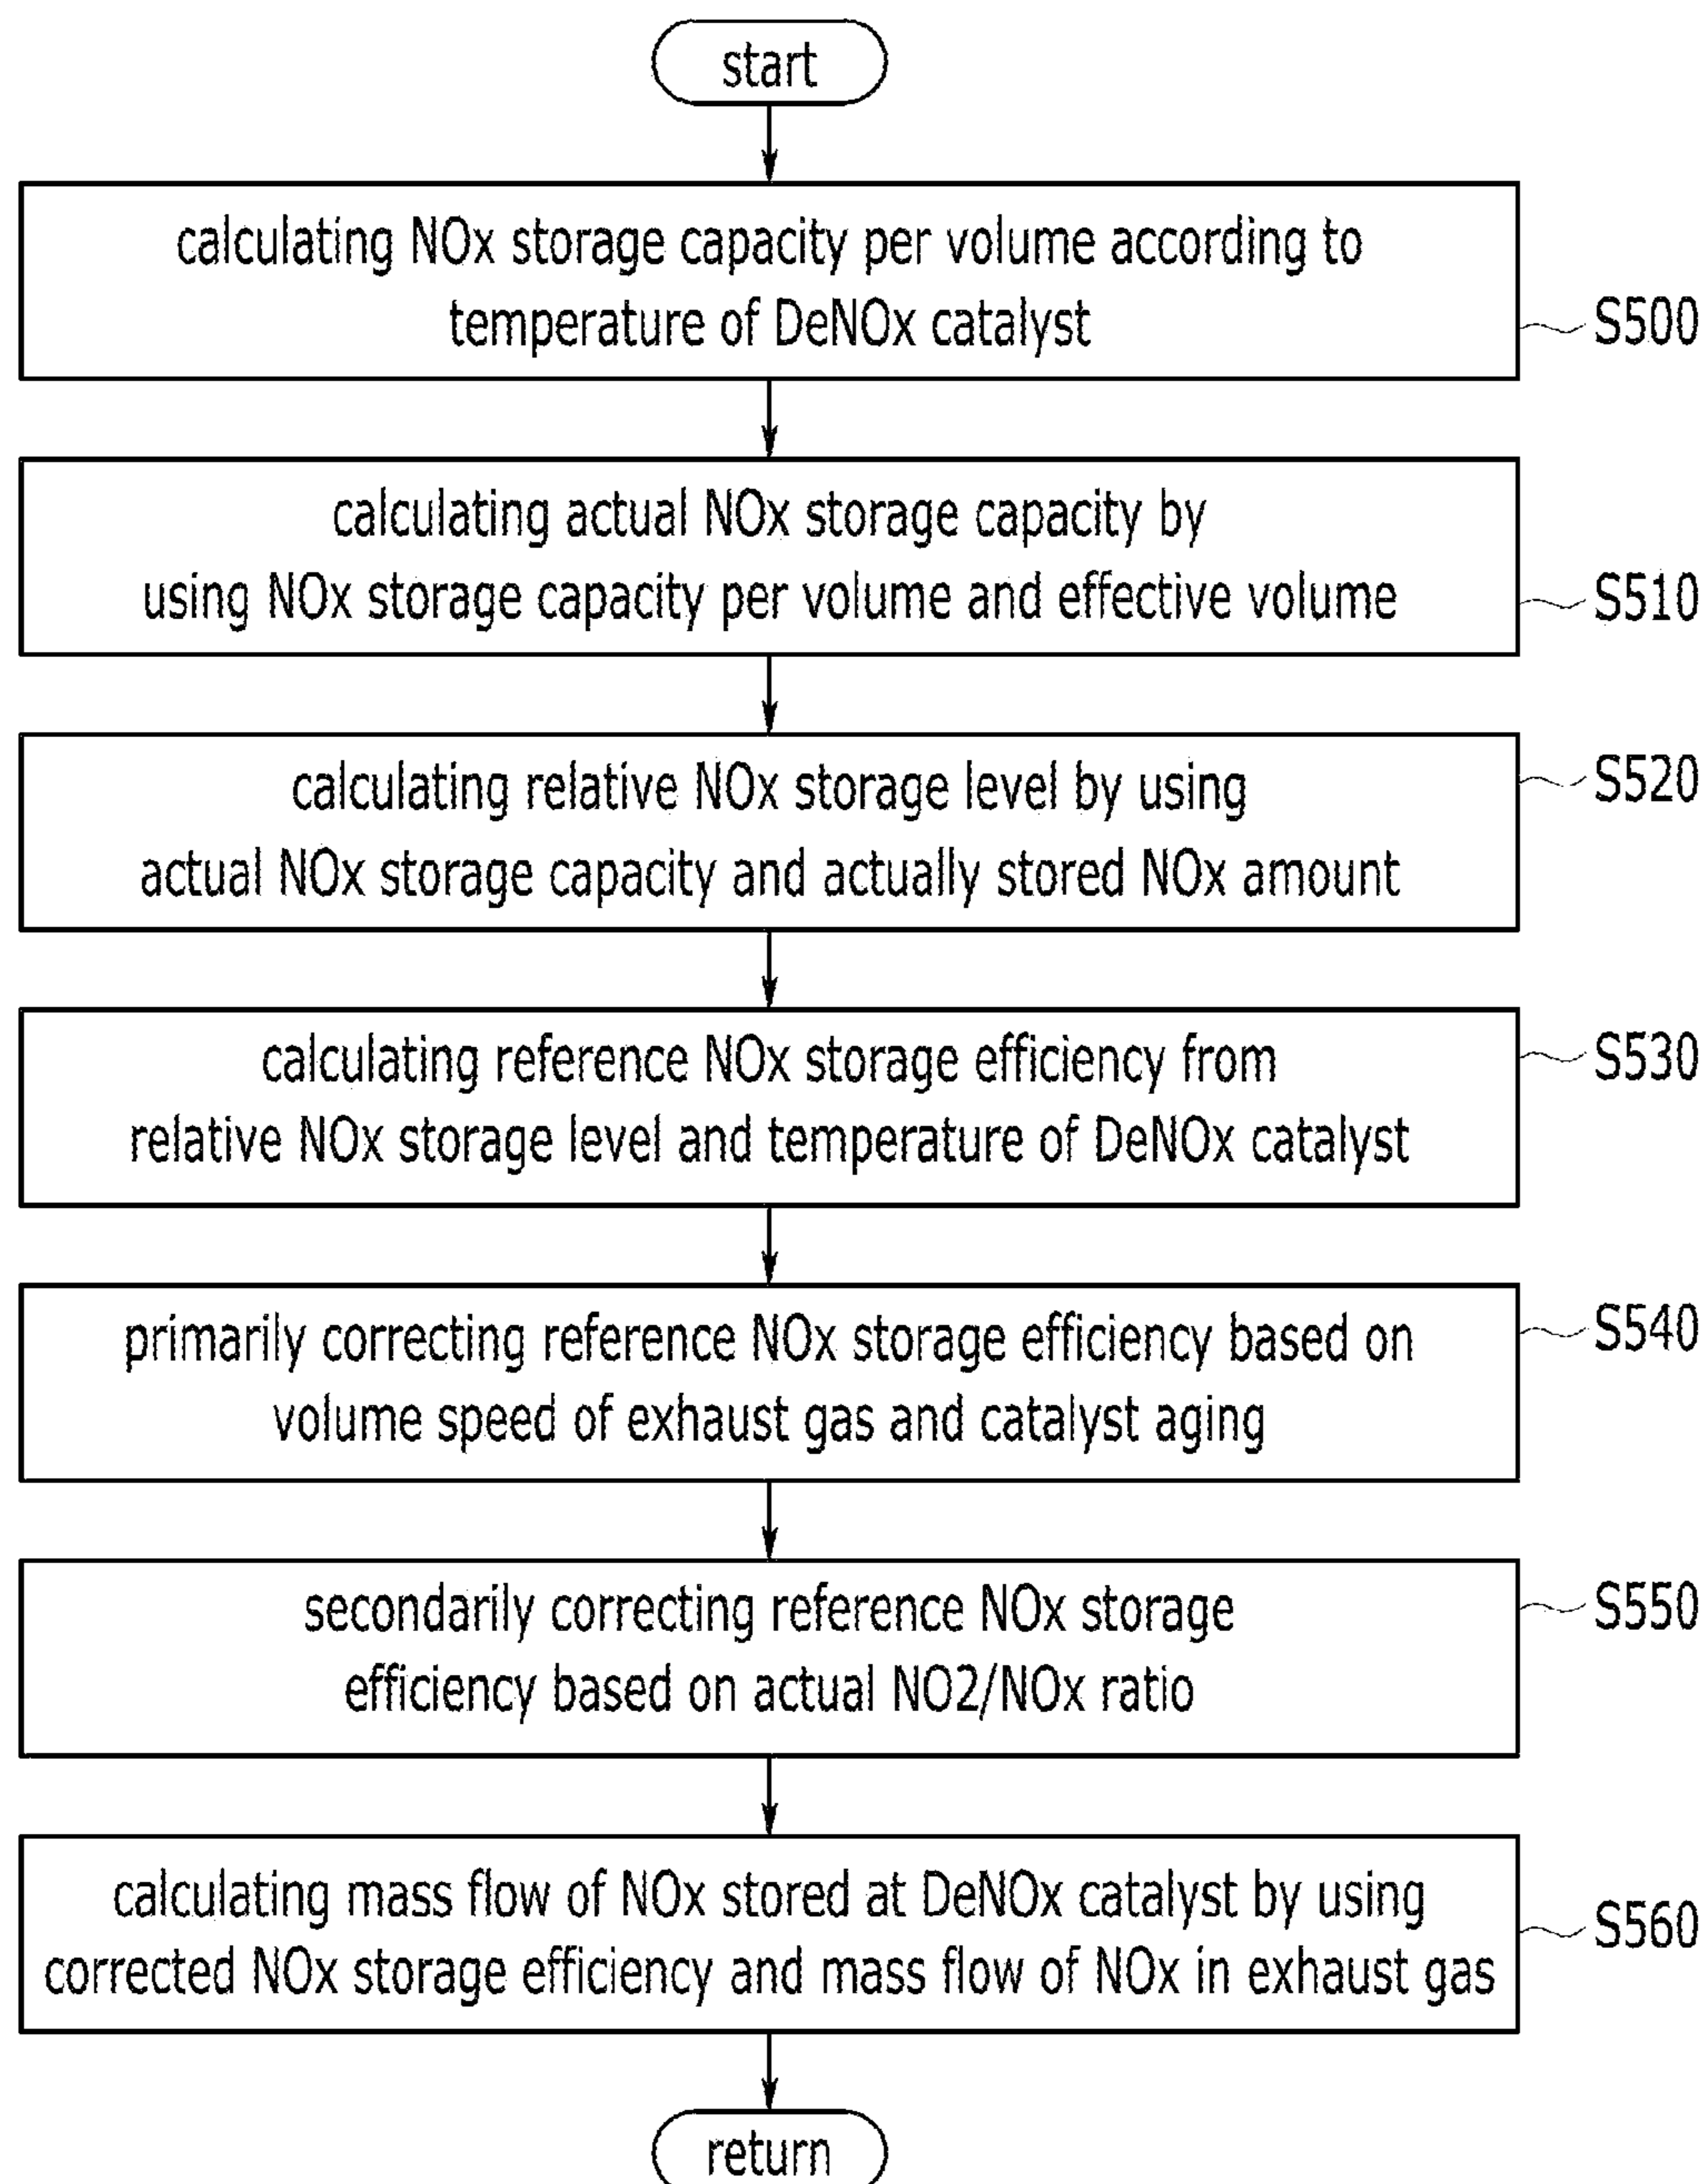 start
calculating NOx storage capacity per volume according to
temperature of DeNOx catalyst
S500
calculating actual NOx storage capacity by
using NOx storage capacity per volume and effective volume
S510
calculating relative NOx storage level by using
S520
actual NOx storage capacity and actually stored NOx amount
calculating reference NOx storage efficiency from
S530
relative NOx storage level and temperature of DeNOx catalyst
primarily correcting reference NOx storage efficiency based on
S540
volume speed of exhaust gas and catalyst aging
secondarily correcting reference NOx storage
S550
efficiency based on actual NO2/NOx ratio
calculating mass flow of NOx stored at DeNOx catalyst by using
S560
corrected NOx storage efficiency and mass flow of NOx in exhaust gas
return